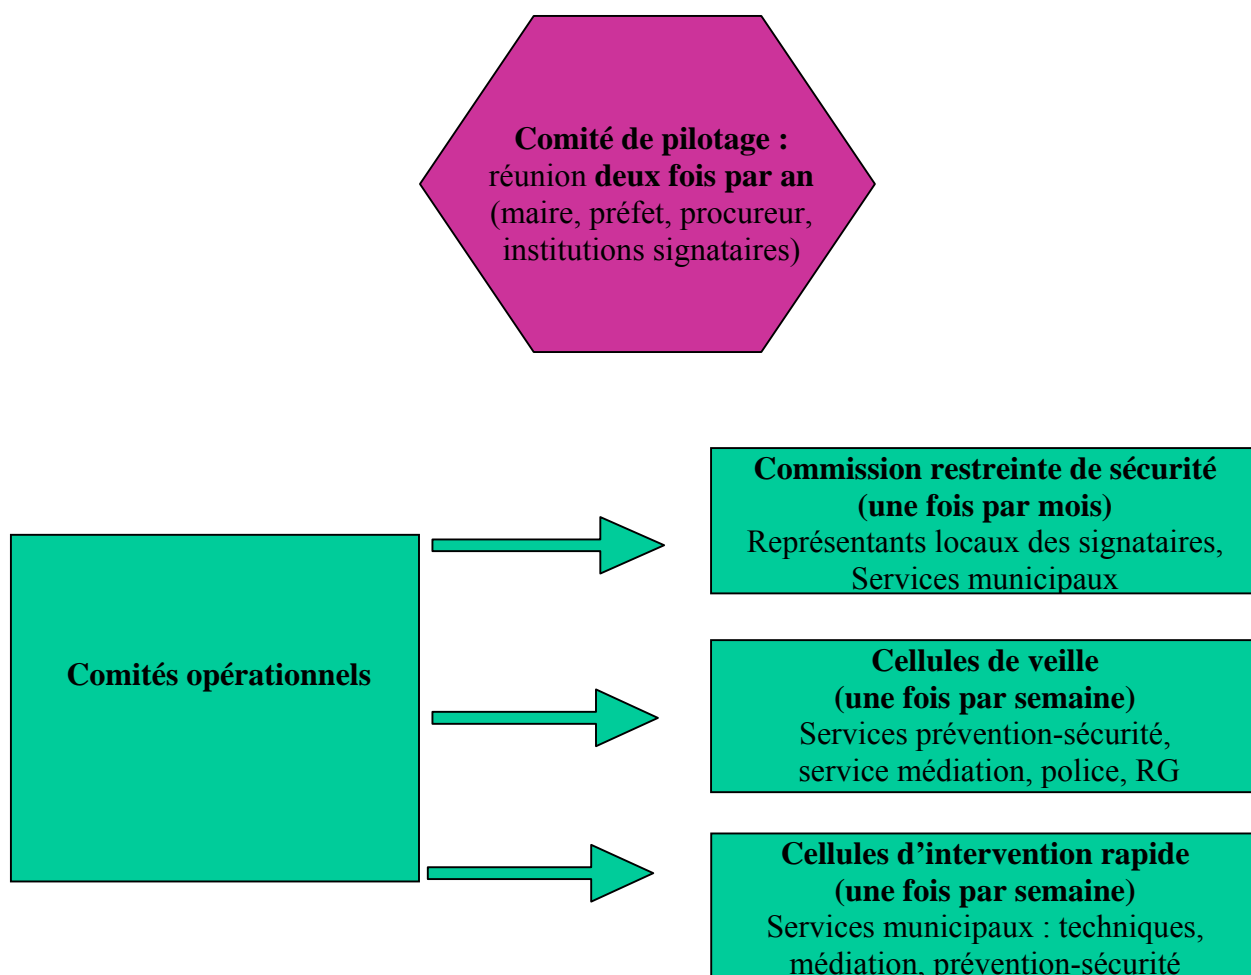 Comité de pilotage :
réunion deux fois par an
(maire, préfet, procureur,
institutions signataires)
Commission restreinte de sécurité
(une fois par mois)
Représentants locaux des signataires,
Services municipaux
Comités opérationnels
Cellules de veille
(une fois par semaine)
Services prévention-sécurité,
service médiation, police, RG
Cellules d’intervention rapide
(une fois par semaine)
Services municipaux : techniques,
médiation, prévention-sécurité